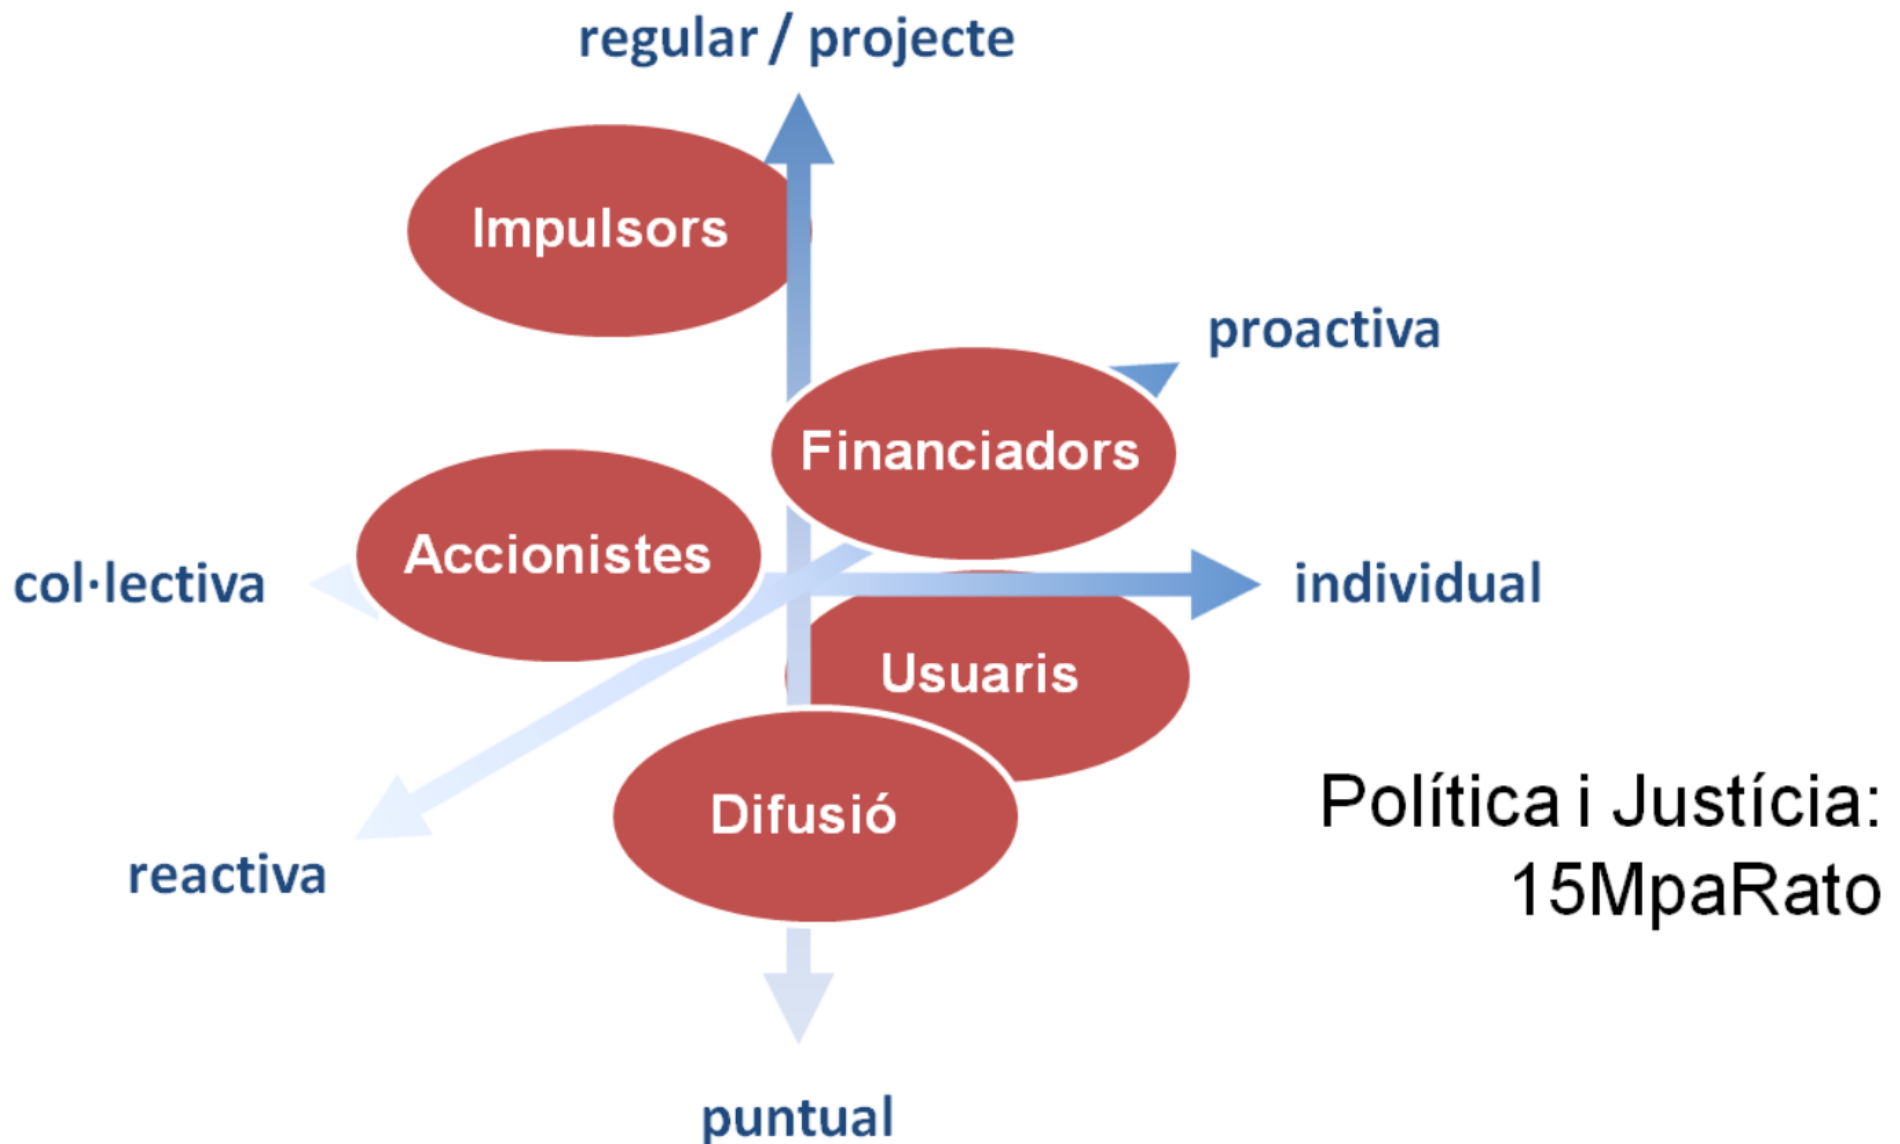 regular / projecte
Impulsors
proactiva
Financiadors
Accionistes
col·lectiva
individual
Usuaris
Difusió
Política i Justícia:
15MpaRato
reactiva
puntual